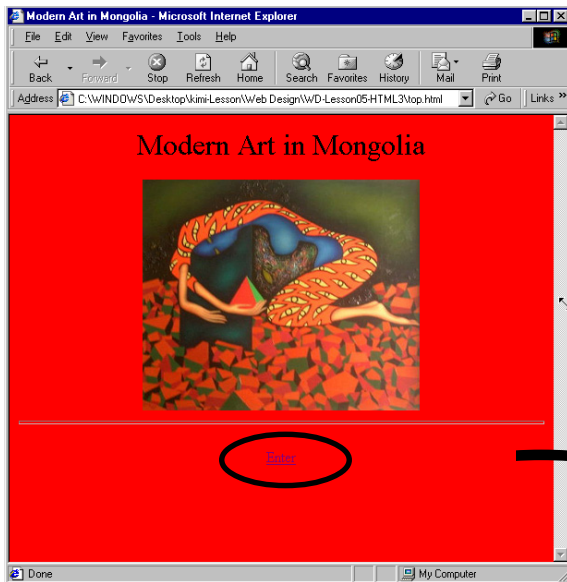 Modern Art in Mongolia - Microsoft Internet Explorer
File Edit View Favorites Tools Help
Back Forward Stop Refresh Home Search Favorites History Mail Print
Address C:\WINDOWS\Desktop\kimi-Lesson\Web Design\WD-Lesson05-HTML3\top.html Go Links »
Modern Art in Mongolia
Enter
Done My Computer